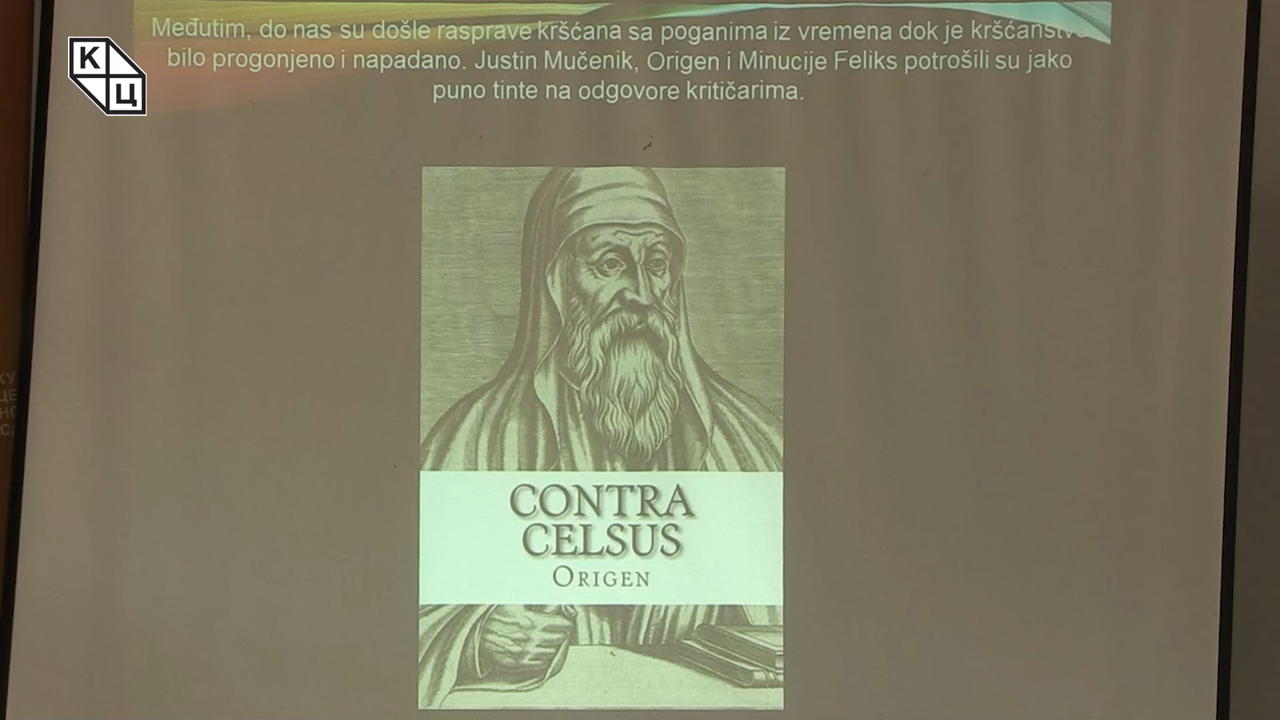 Međutim, do nas su došle rasprave kršćana sa poganima iz vremena dok je kršćanstvo
bilo progonjeno i napadano. Justin Mučenik, Origen i Minucije Feliks potrošili su jako
puno tinte na odgovore kritičarima.
К
Ц
CONTRA
CELSUS
ORIGEN